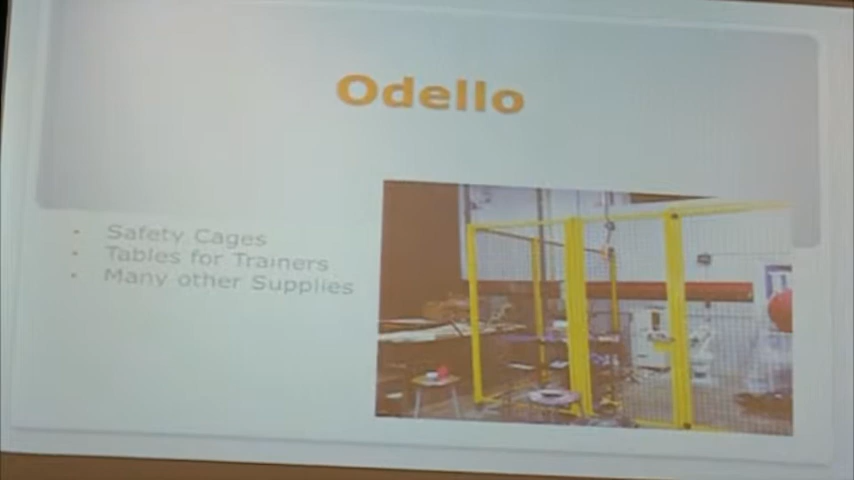 Odello
• Safety Cages
• Tables for Trainers
• Many other Supplies